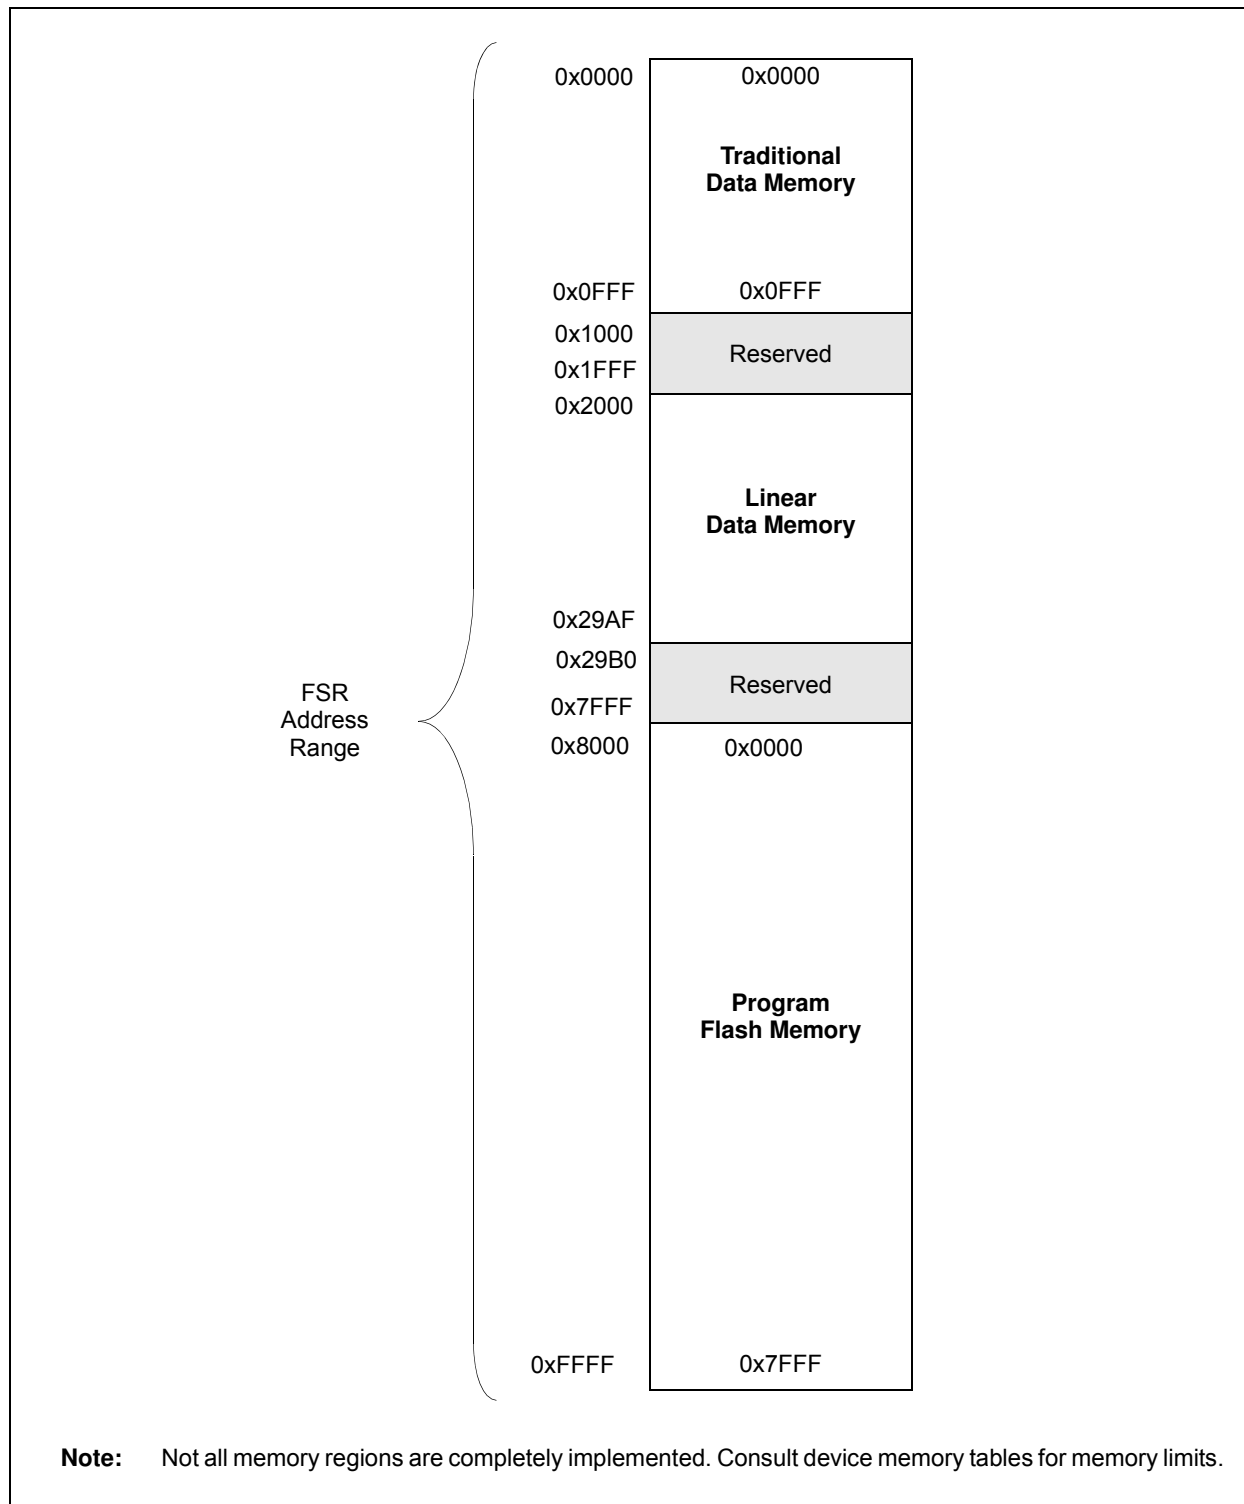 0x0000 0x0000
Traditional
Data Memory
0x0FFF 0x0FFF
0x1000
Reserved
0x1FFF
0x2000
Linear
Data Memory
0x29AF
0x29B0
Reserved
0x7FFF
FSR
Address
Range
0x8000 0x0000
Program
Flash Memory
0xFFFF 0x7FFF
Note: Not all memory regions are completely implemented. Consult device memory tables for memory limits.